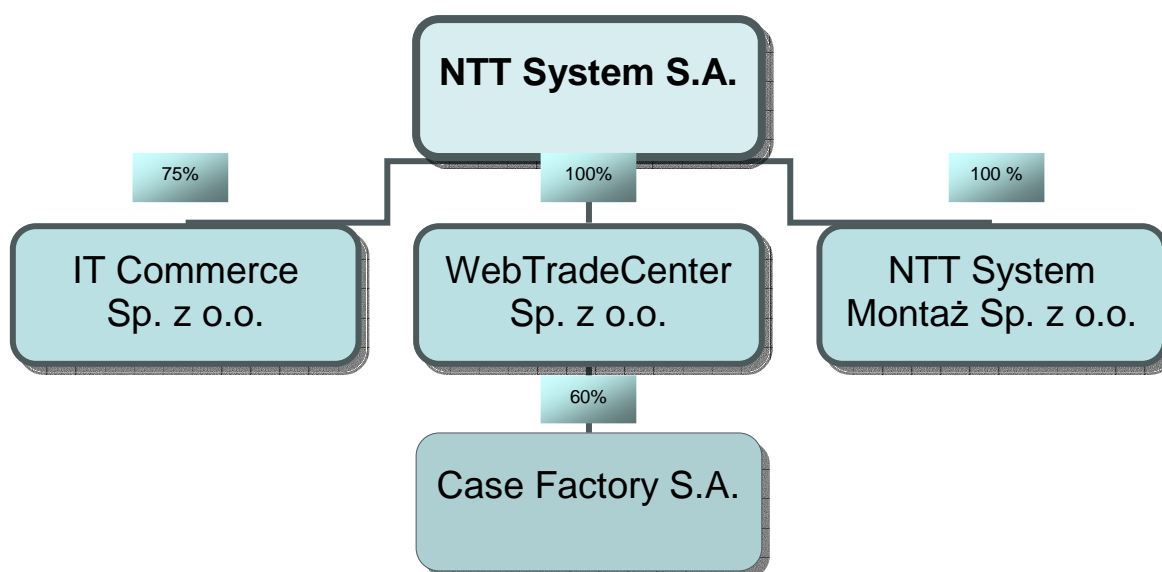 NTT System S.A.
75%
100%
100 %
IT Commerce
Sp. z o.o.
WebTradeCenter
Sp. z o.o.
NTT System
Montaż Sp. z o.o.
60%
Case Factory S.A.